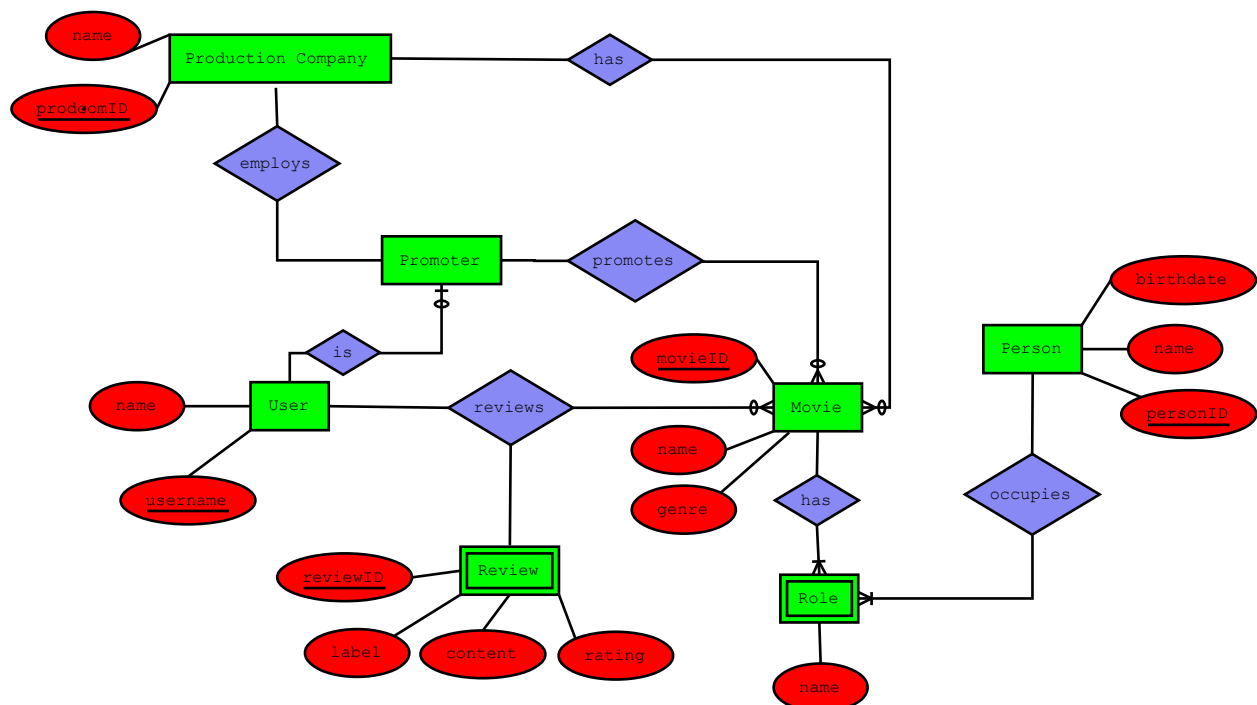 name
Production Company
has
prodcomID
employs
Promoter
promotes
birthdate
is
movieID
Person
name
name
User
reviews
Movie
personID
name
username
genre
has
occupies
reviewID
Review
Role
label
content
rating
name